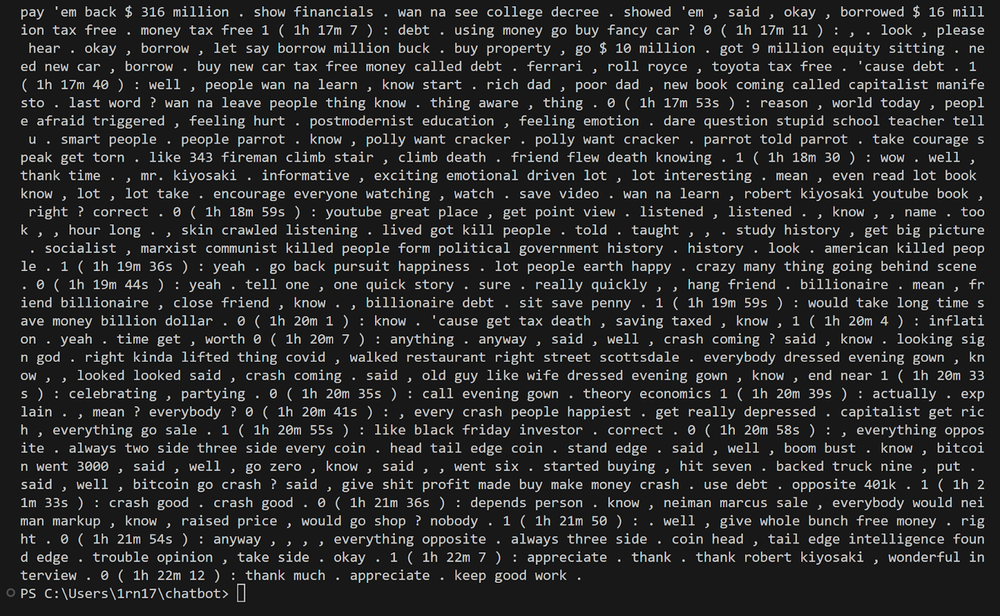 pay 'em back $ 316 million . show financials . wan na see college decree . showed 'em , said , okay , borrowed $ 16 mill
ion tax free . money tax free 1 ( 1h 17m 7 ) : debt . using money go buy fancy car ? 0 ( 1h 17m 11 ) : , . look , please
 hear . okay , borrow , let say borrow million buck . buy property , go $ 10 million . got 9 million equity sitting . ne
ed new car , borrow . buy new car tax free money called debt . ferrari , roll royce , toyota tax free . 'cause debt . 1
( 1h 17m 40 ) : well , people wan na learn , know start . rich dad , poor dad , new book coming called capitalist manife
sto . last word ? wan na leave people thing know . thing aware , thing . 0 ( 1h 17m 53s ) : reason , world today , peopl
e afraid triggered , feeling hurt . postmodernist education , feeling emotion . dare question stupid school teacher tell
 u . smart people . people parrot . know , polly want cracker . polly want cracker . parrot told parrot . take courage s
peak get torn . like 343 fireman climb stair , climb death . friend flew death knowing . 1 ( 1h 18m 30 ) : wow . well ,
thank time . , mr. kiyosaki . informative , exciting emotional driven lot , lot interesting . mean , even read lot book
know , lot , lot take . encourage everyone watching , watch . save video . wan na learn , robert kiyosaki youtube book ,
 right ? correct . 0 ( 1h 18m 59s ) : youtube great place , get point view . listened , listened . , know , , name . too
k , , hour long . , skin crawled listening . lived got kill people . told . taught , , . study history , get big picture
 . socialist , marxist communist killed people form political government history . history . look . american killed peop
le . 1 ( 1h 19m 36s ) : yeah . go back pursuit happiness . lot people earth happy . crazy many thing going behind scene
. 0 ( 1h 19m 44s ) : yeah . tell one , one quick story . sure . really quickly , , hang friend . billionaire . mean , fr
iend billionaire , close friend , know . , billionaire debt . sit save penny . 1 ( 1h 19m 59s ) : would take long time s
ave money billion dollar . 0 ( 1h 20m 1 ) : know . 'cause get tax death , saving taxed , know , 1 ( 1h 20m 4 ) : inflati
on . yeah . time get , worth 0 ( 1h 20m 7 ) : anything . anyway , said , well , crash coming ? said , know . looking sig
n god . right kinda lifted thing covid , walked restaurant right street scottsdale . everybody dressed evening gown , kn
ow , , looked looked said , crash coming . said , old guy like wife dressed evening gown , know , end near 1 ( 1h 20m 33
s ) : celebrating , partying . 0 ( 1h 20m 35s ) : call evening gown . theory economics 1 ( 1h 20m 39s ) : actually . exp
lain . , mean ? everybody ? 0 ( 1h 20m 41s ) : , every crash people happiest . get really depressed . capitalist get ric
h , everything go sale . 1 ( 1h 20m 55s ) : like black friday investor . correct . 0 ( 1h 20m 58s ) : , everything oppos
ite . always two side three side every coin . head tail edge coin . stand edge . said , well , boom bust . know , bitcoi
n went 3000 , said , well , go zero , know , said , , went six . started buying , hit seven . backed truck nine , put .
said , well , bitcoin go crash ? said , give shit profit made buy make money crash . use debt . opposite 401k . 1 ( 1h 2
1m 33s ) : crash good . crash good . 0 ( 1h 21m 36s ) : depends person . know , neiman marcus sale , everybody would nei
man markup , know , raised price , would go shop ? nobody . 1 ( 1h 21m 50 ) : . well , give whole bunch free money . rig
ht . 0 ( 1h 21m 54s ) : anyway , , , , everything opposite . always three side . coin head , tail edge intelligence foun
d edge . trouble opinion , take side . okay . 1 ( 1h 22m 7 ) : appreciate . thank . thank robert kiyosaki , wonderful in
terview . 0 ( 1h 22m 12 ) : thank much . appreciate . keep good work .
PS C:\Users\1rn17\chatbot>